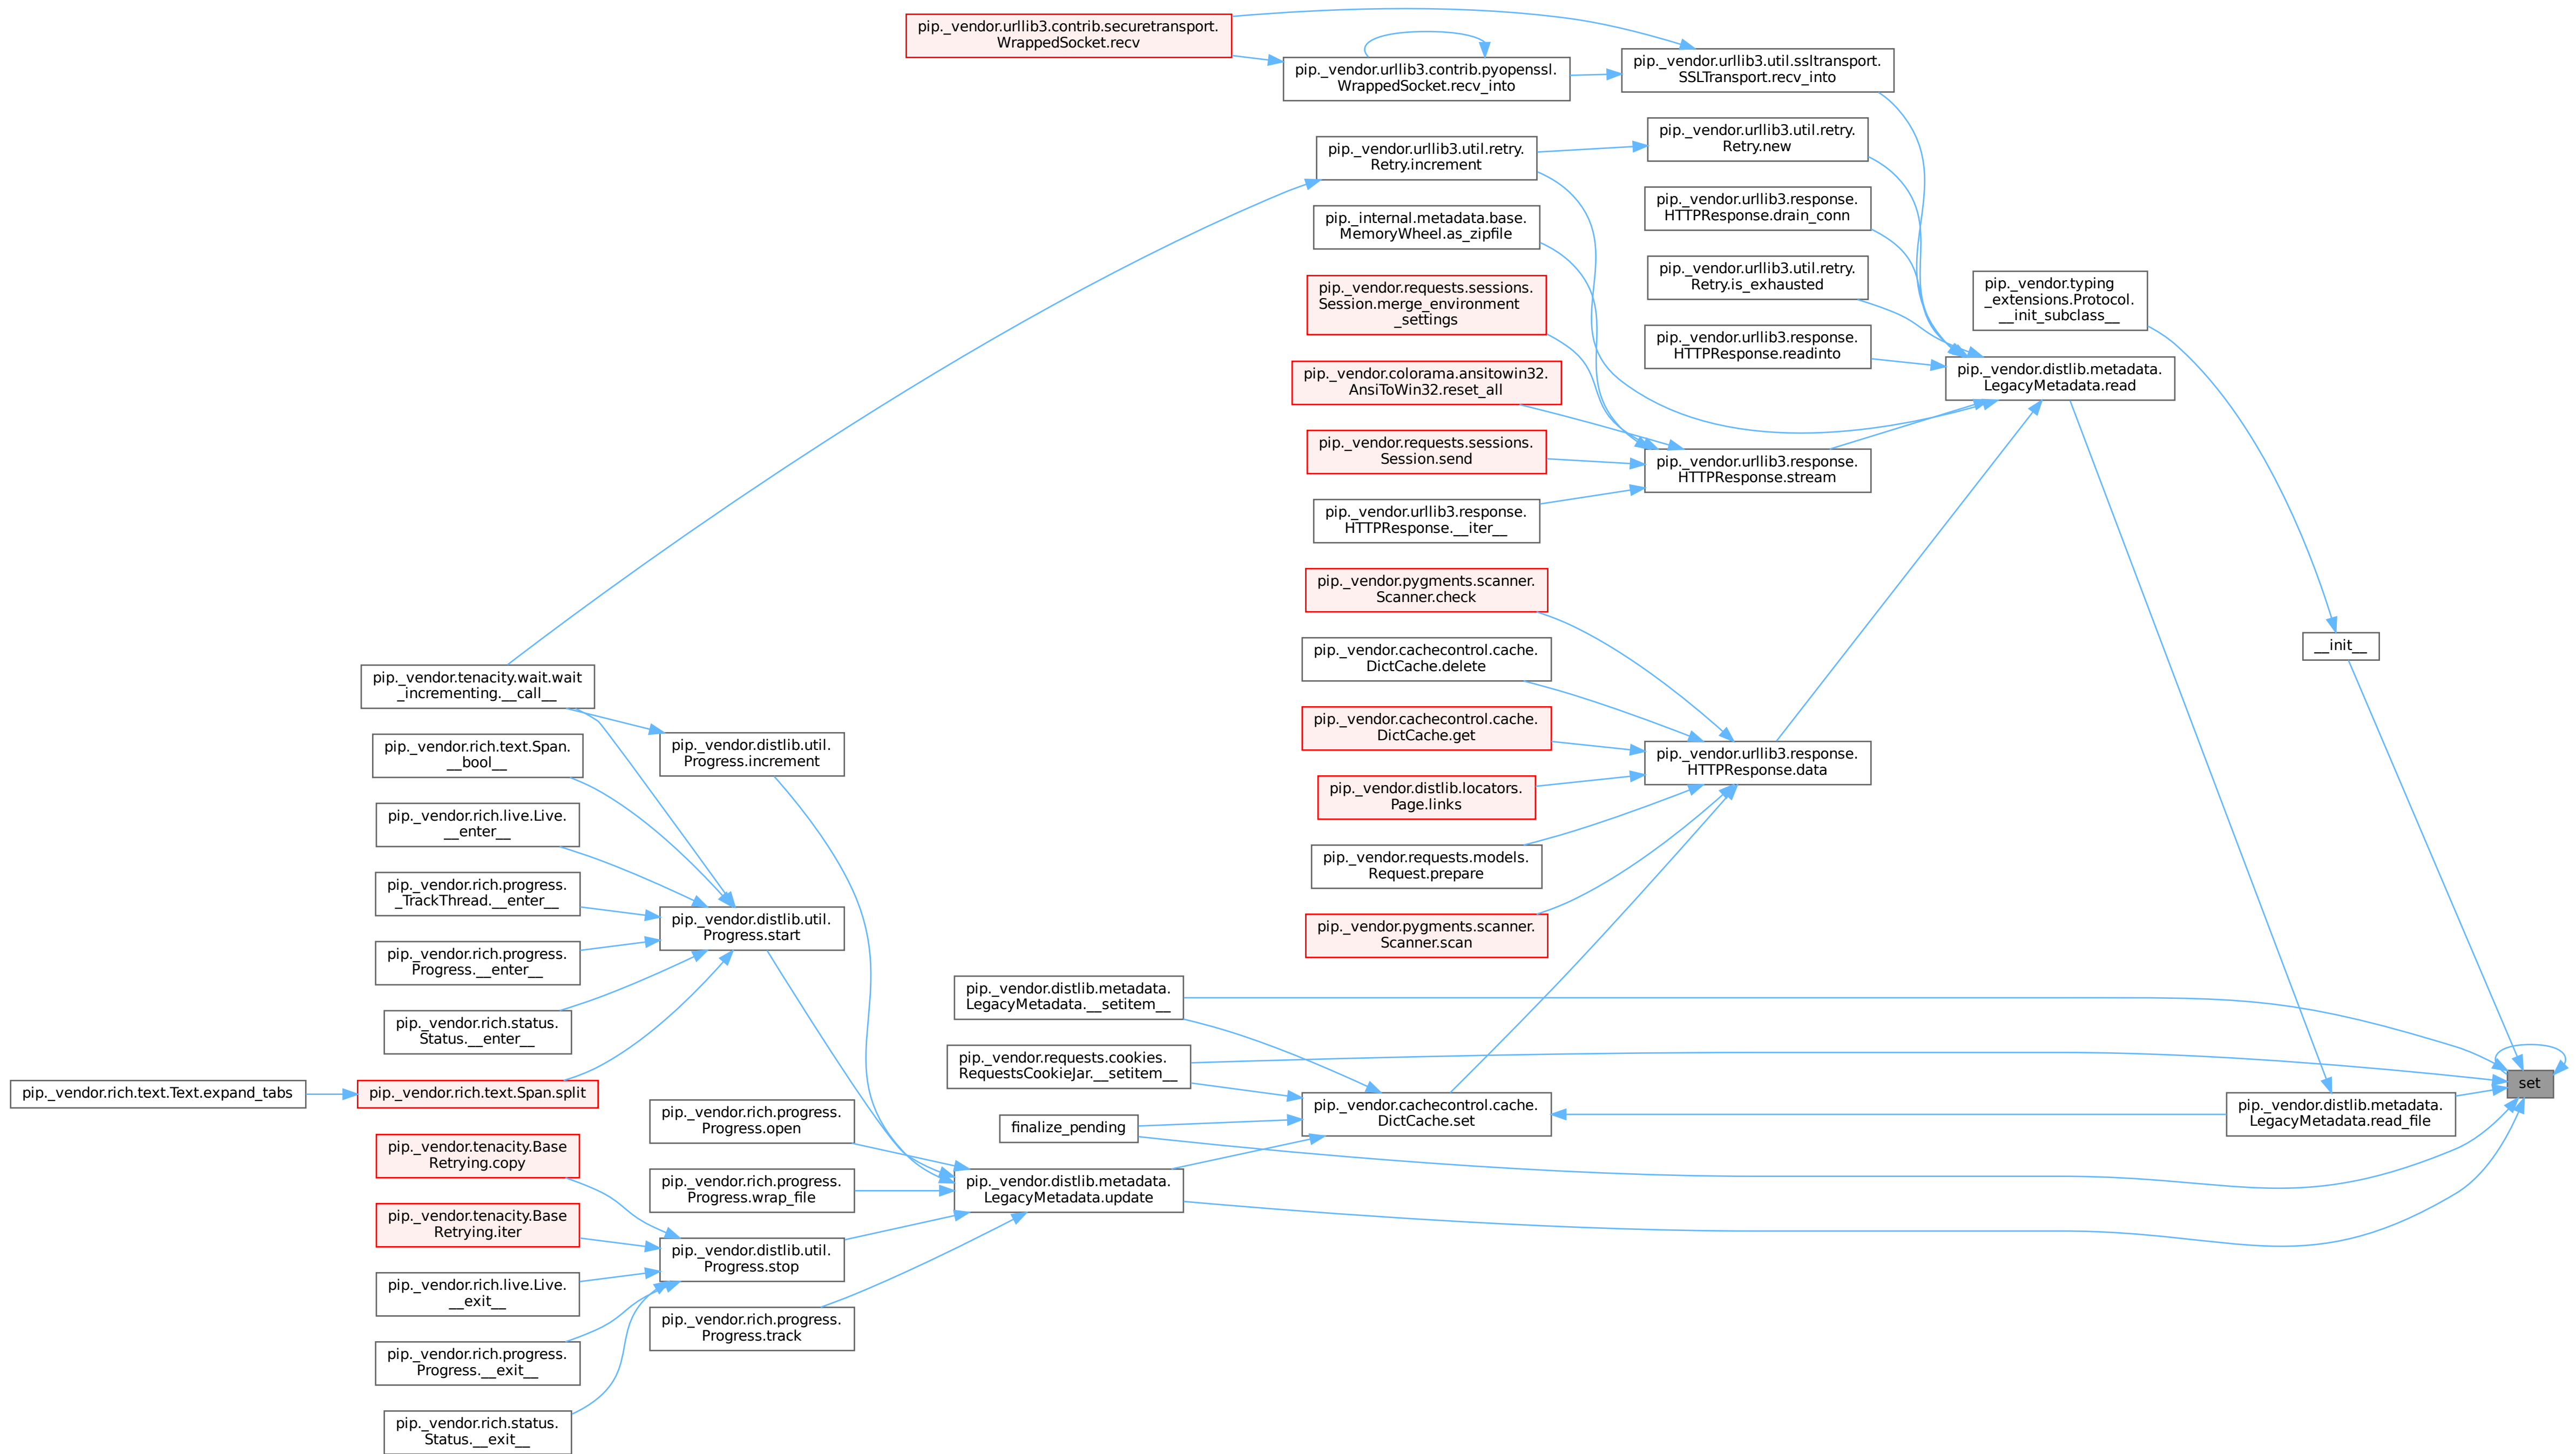 pip._vendor.urllib3.contrib.securetransport.
WrappedSocket.recv
pip._vendor.urllib3.contrib.pyopenssl.
WrappedSocket.recv_into
pip._vendor.urllib3.util.ssltransport.
SSLTransport.recv_into
pip._vendor.urllib3.util.retry.
Retry.increment
pip._vendor.urllib3.util.retry.
Retry.new
pip._internal.metadata.base.
MemoryWheel.as_zipfile
pip._vendor.urllib3.response.
HTTPResponse.drain_conn
pip._vendor.requests.sessions.
Session.merge_environment
_settings
pip._vendor.urllib3.util.retry.
Retry.is_exhausted
pip._vendor.typing
_extensions.Protocol.
__init_subclass__
pip._vendor.urllib3.response.
HTTPResponse.readinto
pip._vendor.colorama.ansitowin32.
AnsiToWin32.reset_all
pip._vendor.distlib.metadata.
LegacyMetadata.read
pip._vendor.requests.sessions.
Session.send
pip._vendor.urllib3.response.
HTTPResponse.stream
pip._vendor.urllib3.response.
HTTPResponse.__iter__
pip._vendor.pygments.scanner.
Scanner.check
pip._vendor.cachecontrol.cache.
DictCache.delete
__init__
pip._vendor.tenacity.wait.wait
_incrementing.__call__
pip._vendor.cachecontrol.cache.
DictCache.get
pip._vendor.rich.text.Span.
__bool__
pip._vendor.distlib.util.
Progress.increment
pip._vendor.urllib3.response.
HTTPResponse.data
pip._vendor.distlib.locators.
Page.links
pip._vendor.rich.live.Live.
__enter__
pip._vendor.requests.models.
Request.prepare
pip._vendor.rich.progress.
_TrackThread.__enter__
pip._vendor.distlib.util.
Progress.start
pip._vendor.pygments.scanner.
Scanner.scan
pip._vendor.rich.progress.
Progress.__enter__
pip._vendor.distlib.metadata.
LegacyMetadata.__setitem__
pip._vendor.rich.status.
Status.__enter__
pip._vendor.requests.cookies.
RequestsCookieJar.__setitem__
set
pip._vendor.rich.text.Text.expand_tabs
pip._vendor.rich.text.Span.split
pip._vendor.rich.progress.
Progress.open
finalize_pending
pip._vendor.cachecontrol.cache.
DictCache.set
pip._vendor.distlib.metadata.
LegacyMetadata.read_file
pip._vendor.tenacity.Base
Retrying.copy
pip._vendor.rich.progress.
Progress.wrap_file
pip._vendor.distlib.metadata.
LegacyMetadata.update
pip._vendor.tenacity.Base
Retrying.iter
pip._vendor.distlib.util.
Progress.stop
pip._vendor.rich.live.Live.
__exit__
pip._vendor.rich.progress.
Progress.track
pip._vendor.rich.progress.
Progress.__exit__
pip._vendor.rich.status.
Status.__exit__